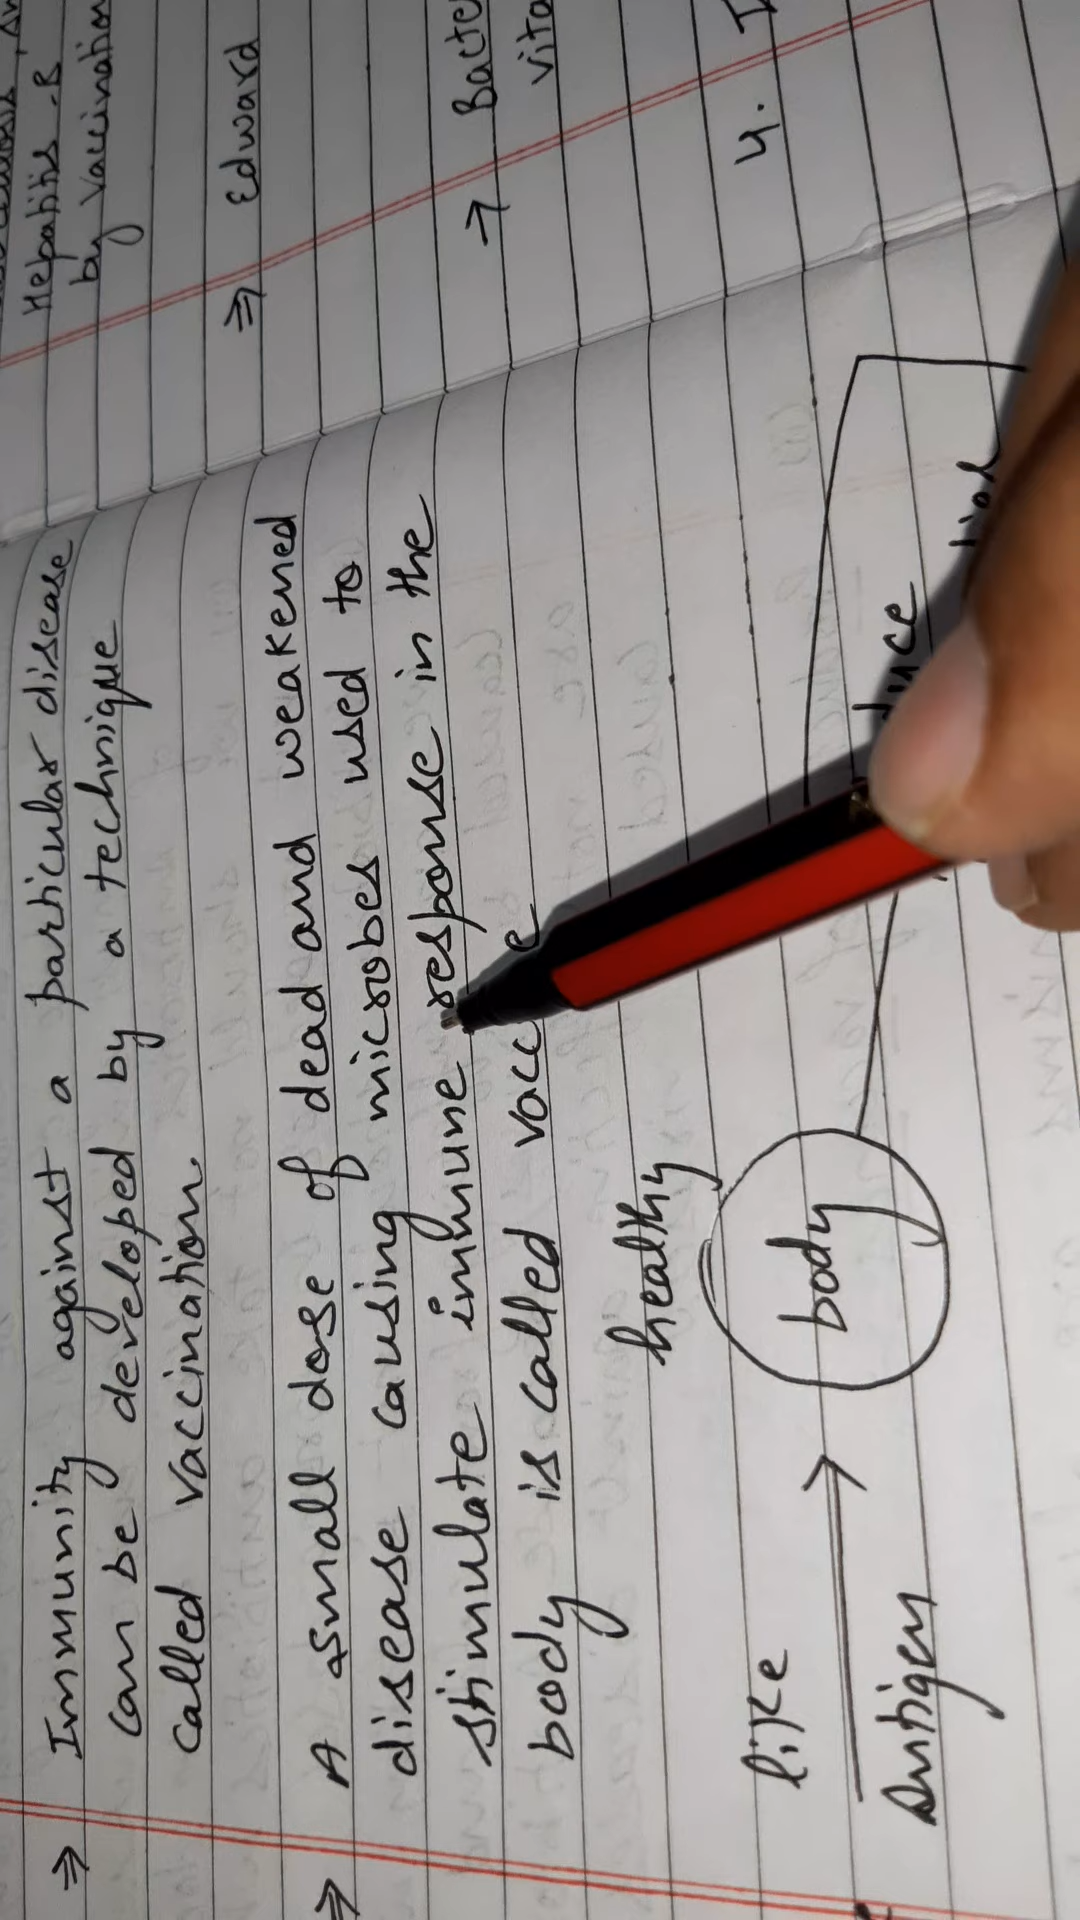 ⇒ Immunity against a particular disease
can be developed by a technique
called vaccination
⇒ A small dose of dead and weakened
disease causing microbes used to
stimulate immune response in the
body is called
healthy
like → body
Antigen
Hepatitis-B
by vaccination
⇒ Edward
→
4.